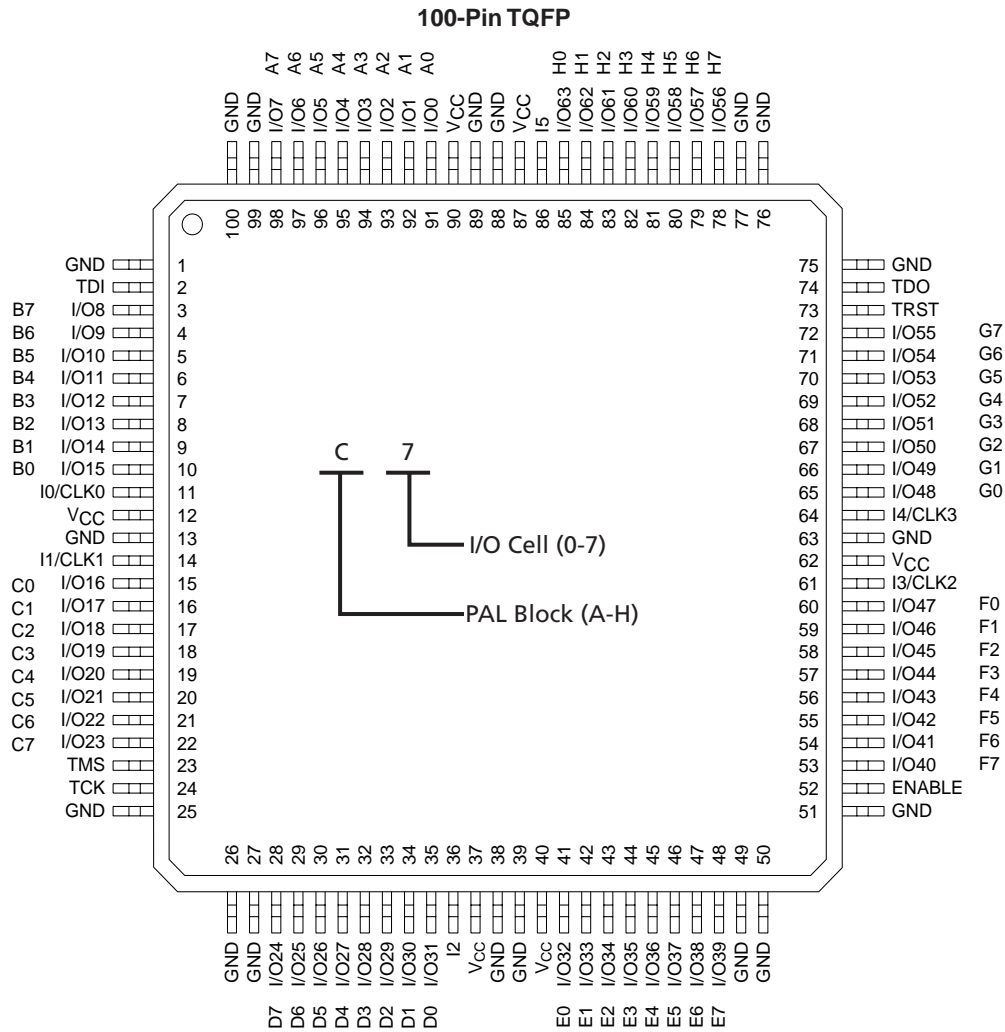 100-Pin TQFP
A7 A6 A5 A4 A3 A2 A1 A0 H0 H1 H2 H3 H4 H5 H6 H7
GND GND I/O7 I/O6 I/O5 I/O4 I/O3 I/O2 I/O1 I/O0 VCC GND GND VCC I5 I/O63 I/O62 I/O61 I/O60 I/O59 I/O58 I/O57 I/O56 GND GND
100 99 98 97 96 95 94 93 92 91 90 89 88 87 86 85 84 83 82 81 80 79 78 77 76
GND 1 75 GND
TDI 2 74 TDO
B7 I/O8 3 73 TRST
B6 I/O9 4 72 I/O55 G7
B5 I/O10 5 71 I/O54 G6
B4 I/O11 6 70 I/O53 G5
B3 I/O12 7 69 I/O52 G4
B2 I/O13 8 68 I/O51 G3
B1 I/O14 9 67 I/O50 G2
B0 I/O15 10 66 I/O49 G1
I0/CLK0 11 65 I/O48 G0
VCC 12 64 I4/CLK3
GND 13 63 GND
I1/CLK1 14 62 VCC
C0 I/O16 15 61 I3/CLK2
C1 I/O17 16 60 I/O47 F0
C2 I/O18 17 59 I/O46 F1
C3 I/O19 18 58 I/O45 F2
C4 I/O20 19 57 I/O44 F3
C5 I/O21 20 56 I/O43 F4
C6 I/O22 21 55 I/O42 F5
C7 I/O23 22 54 I/O41 F6
TMS 23 53 I/O40 F7
TCK 24 52 ENABLE
GND 25 51 GND
C 7
I/O Cell (0-7)
PAL Block (A-H)
26 27 28 29 30 31 32 33 34 35 36 37 38 39 40 41 42 43 44 45 46 47 48 49 50
GND GND I/O24 I/O25 I/O26 I/O27 I/O28 I/O29 I/O30 I/O31 I2 Vcc GND GND Vcc I/O32 I/O33 I/O34 I/O35 I/O36 I/O37 I/O38 I/O39 GND GND
D7 D6 D5 D4 D3 D2 D1 D0 E0 E1 E2 E3 E4 E5 E6 E7